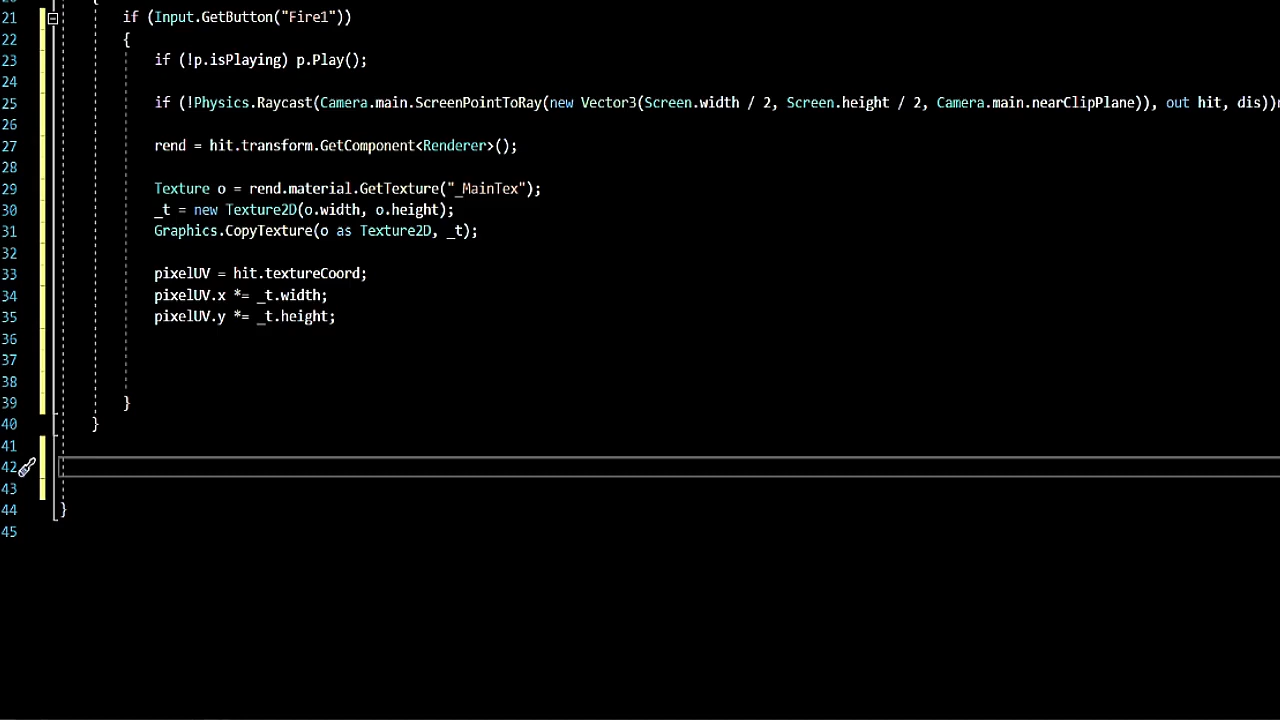 21 if (Input.GetButton("Fire1"))
22 {
23 if (!p.isPlaying) p.Play();
24
25 if (!Physics.Raycast(Camera.main.ScreenPointToRay(new Vector3(Screen.width / 2, Screen.height / 2, Camera.main.nearClipPlane)), out hit, dis))
26
27 rend = hit.transform.GetComponent<Renderer>();
28
29 Texture o = rend.material.GetTexture("_MainTex");
30 _t = new Texture2D(o.width, o.height);
31 Graphics.CopyTexture(o as Texture2D, _t);
32
33 pixelUV = hit.textureCoord;
34 pixelUV.x *= _t.width;
35 pixelUV.y *= _t.height;
36
37
38
39 }
40 }
41
42
43
44 }
45